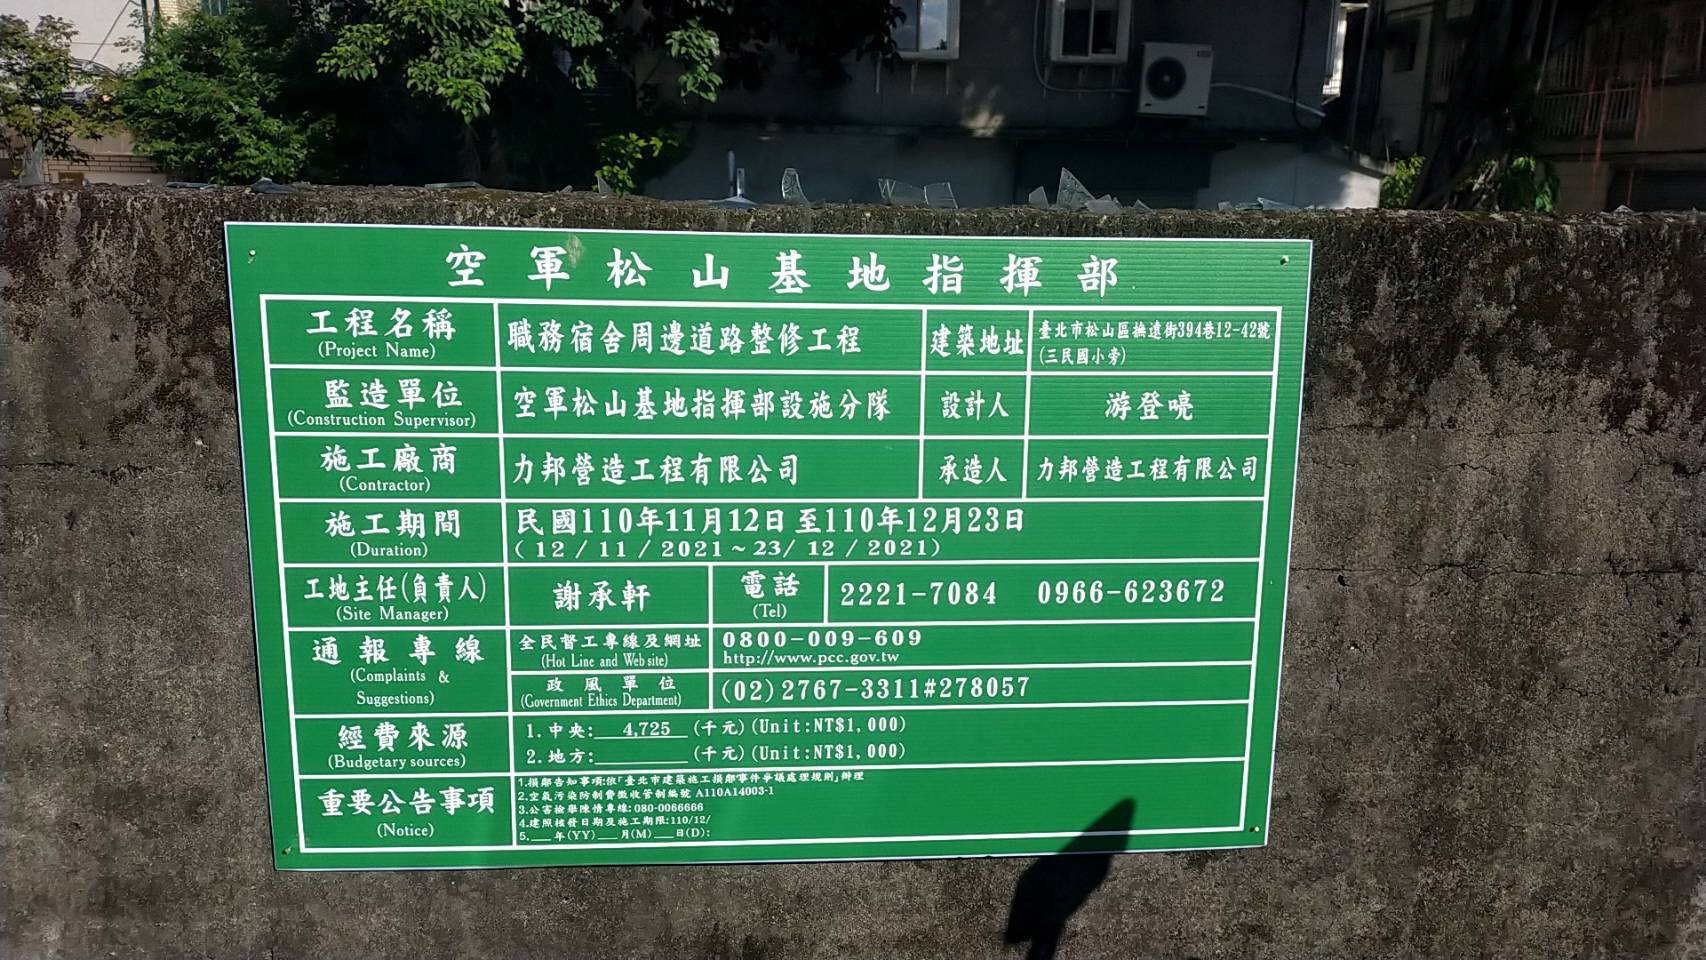 空軍松山基地指揮部
工程名稱
(Project Name)
職務宿舍周邊道路整修工程
建築地址
臺北市松山區撫遠街394巷12-42號
(三民國小旁)
監造單位
(Construction Supervisor)
空軍松山基地指揮部設施分隊
設計人
游登曉
施工廠商
(Contractor)
力邦營造工程有限公司
承造人
力邦營造工程有限公司
施工期間
(Duration)
民國110年11月12日至110年12月23日
(12/11/2021~23/12/2021)
工地主任(負責人)
(Site Manager)
謝承軒
電話
(Tel)
2221-7084 0966-623672
通報專線
(Complaints &
Suggestions)
全民督工專線及網址
(Hot Line and Web site)
0800-009-609
http://www.pcc.gov.tw
政風單位
(Government Ethics Department)
(02)2767-3311#278057
經費來源
(Budgetary sources)
1.中央:__4,725__(千元)(Unit:NT$1,000)
2.地方:________(千元)(Unit:NT$1,000)
重要公告事項
(Notice)
1.損鄰告知事項:依「臺北市建築施工損鄰事件爭議處理規則」辦理
2.空氣污染防制費徵收管制編號 A110A14003-1
3.公害檢舉陳情專線:080-0066666
4.建照核發日期及施工期限:110/12/
5.___年(YY)___月(M)___日(D):